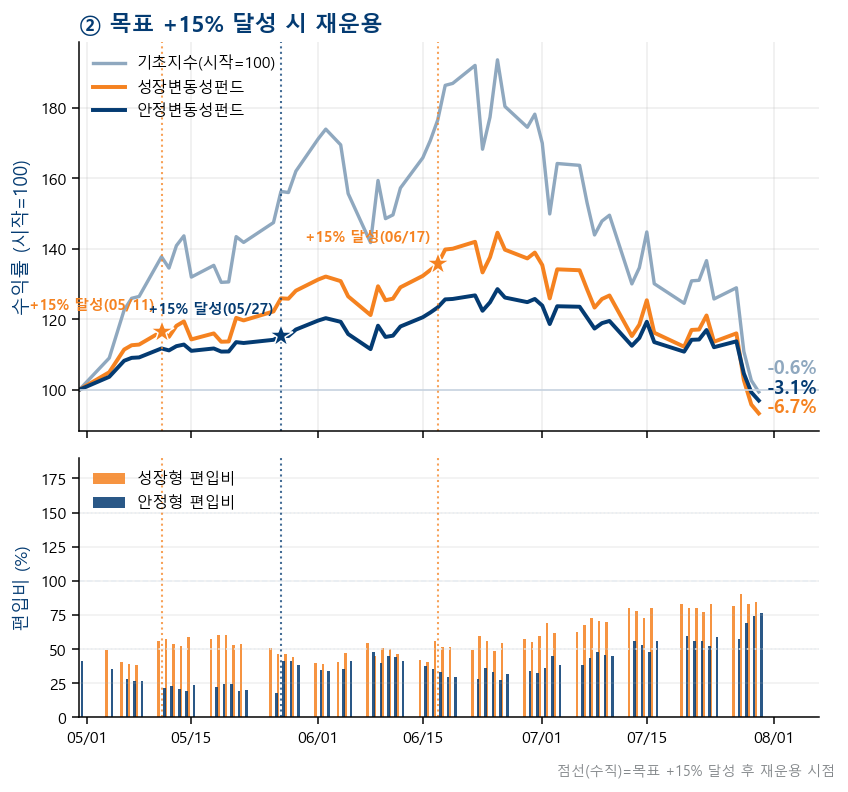 ② 목표 +15% 달성 시 재운용
기초지수(시작=100)
성장변동성펀드
안정변동성펀드
수익률 (시작=100)
180
160
140
120
100
+15% 달성(05/11)
+15% 달성(05/27)
+15% 달성(06/17)
-0.6%
-3.1%
-6.7%
성장형 편입비
안정형 편입비
편입비 (%)
175
150
125
100
75
50
25
0
05/01 05/15 06/01 06/15 07/01 07/15 08/01
점선(수직)=목표 +15% 달성 후 재운용 시점